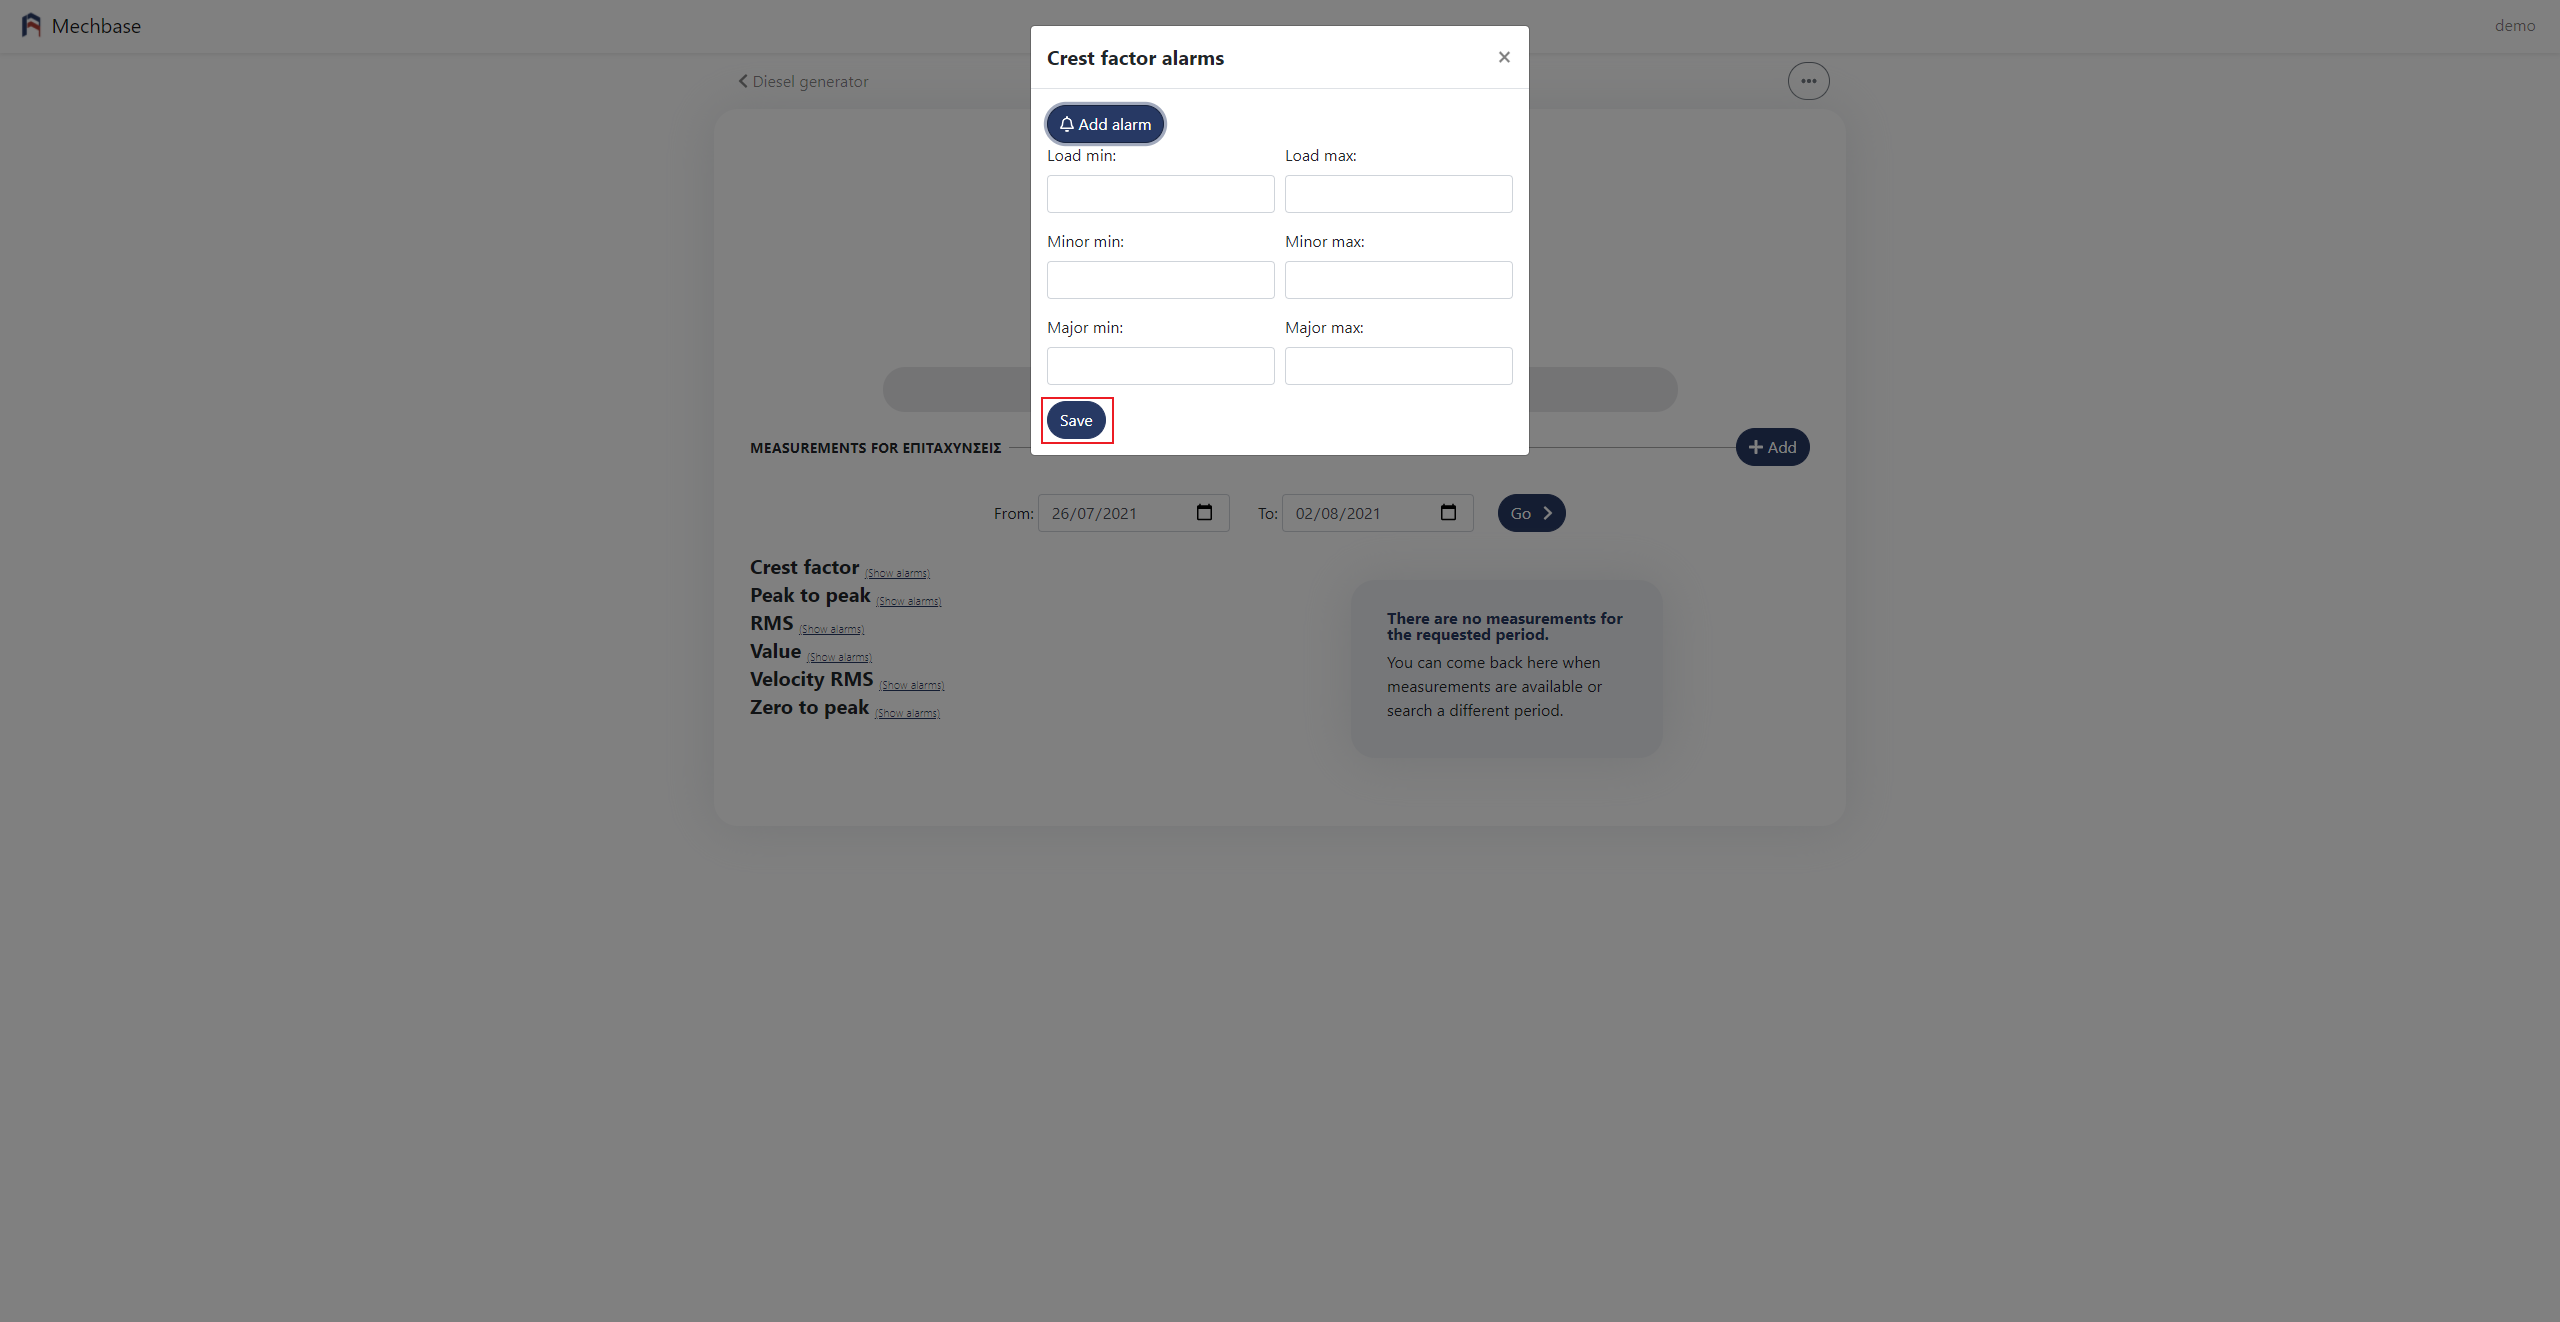 Mechbase
demo
Diesel generator
Crest factor alarms
×
Add alarm
Load min:
Load max:
Minor min:
Minor max:
Major min:
Major max:
Save
MEASUREMENTS FOR ΕΠΙΤΑΧΥΝΣΕΙΣ
Add
From: 26/07/2021
To: 02/08/2021
Go
Crest factor (Show alarms)
Peak to peak (Show alarms)
RMS (Show alarms)
Value (Show alarms)
Velocity RMS (Show alarms)
Zero to peak (Show alarms)
There are no measurements for
the requested period.
You can come back here when
measurements are available or
search a different period.